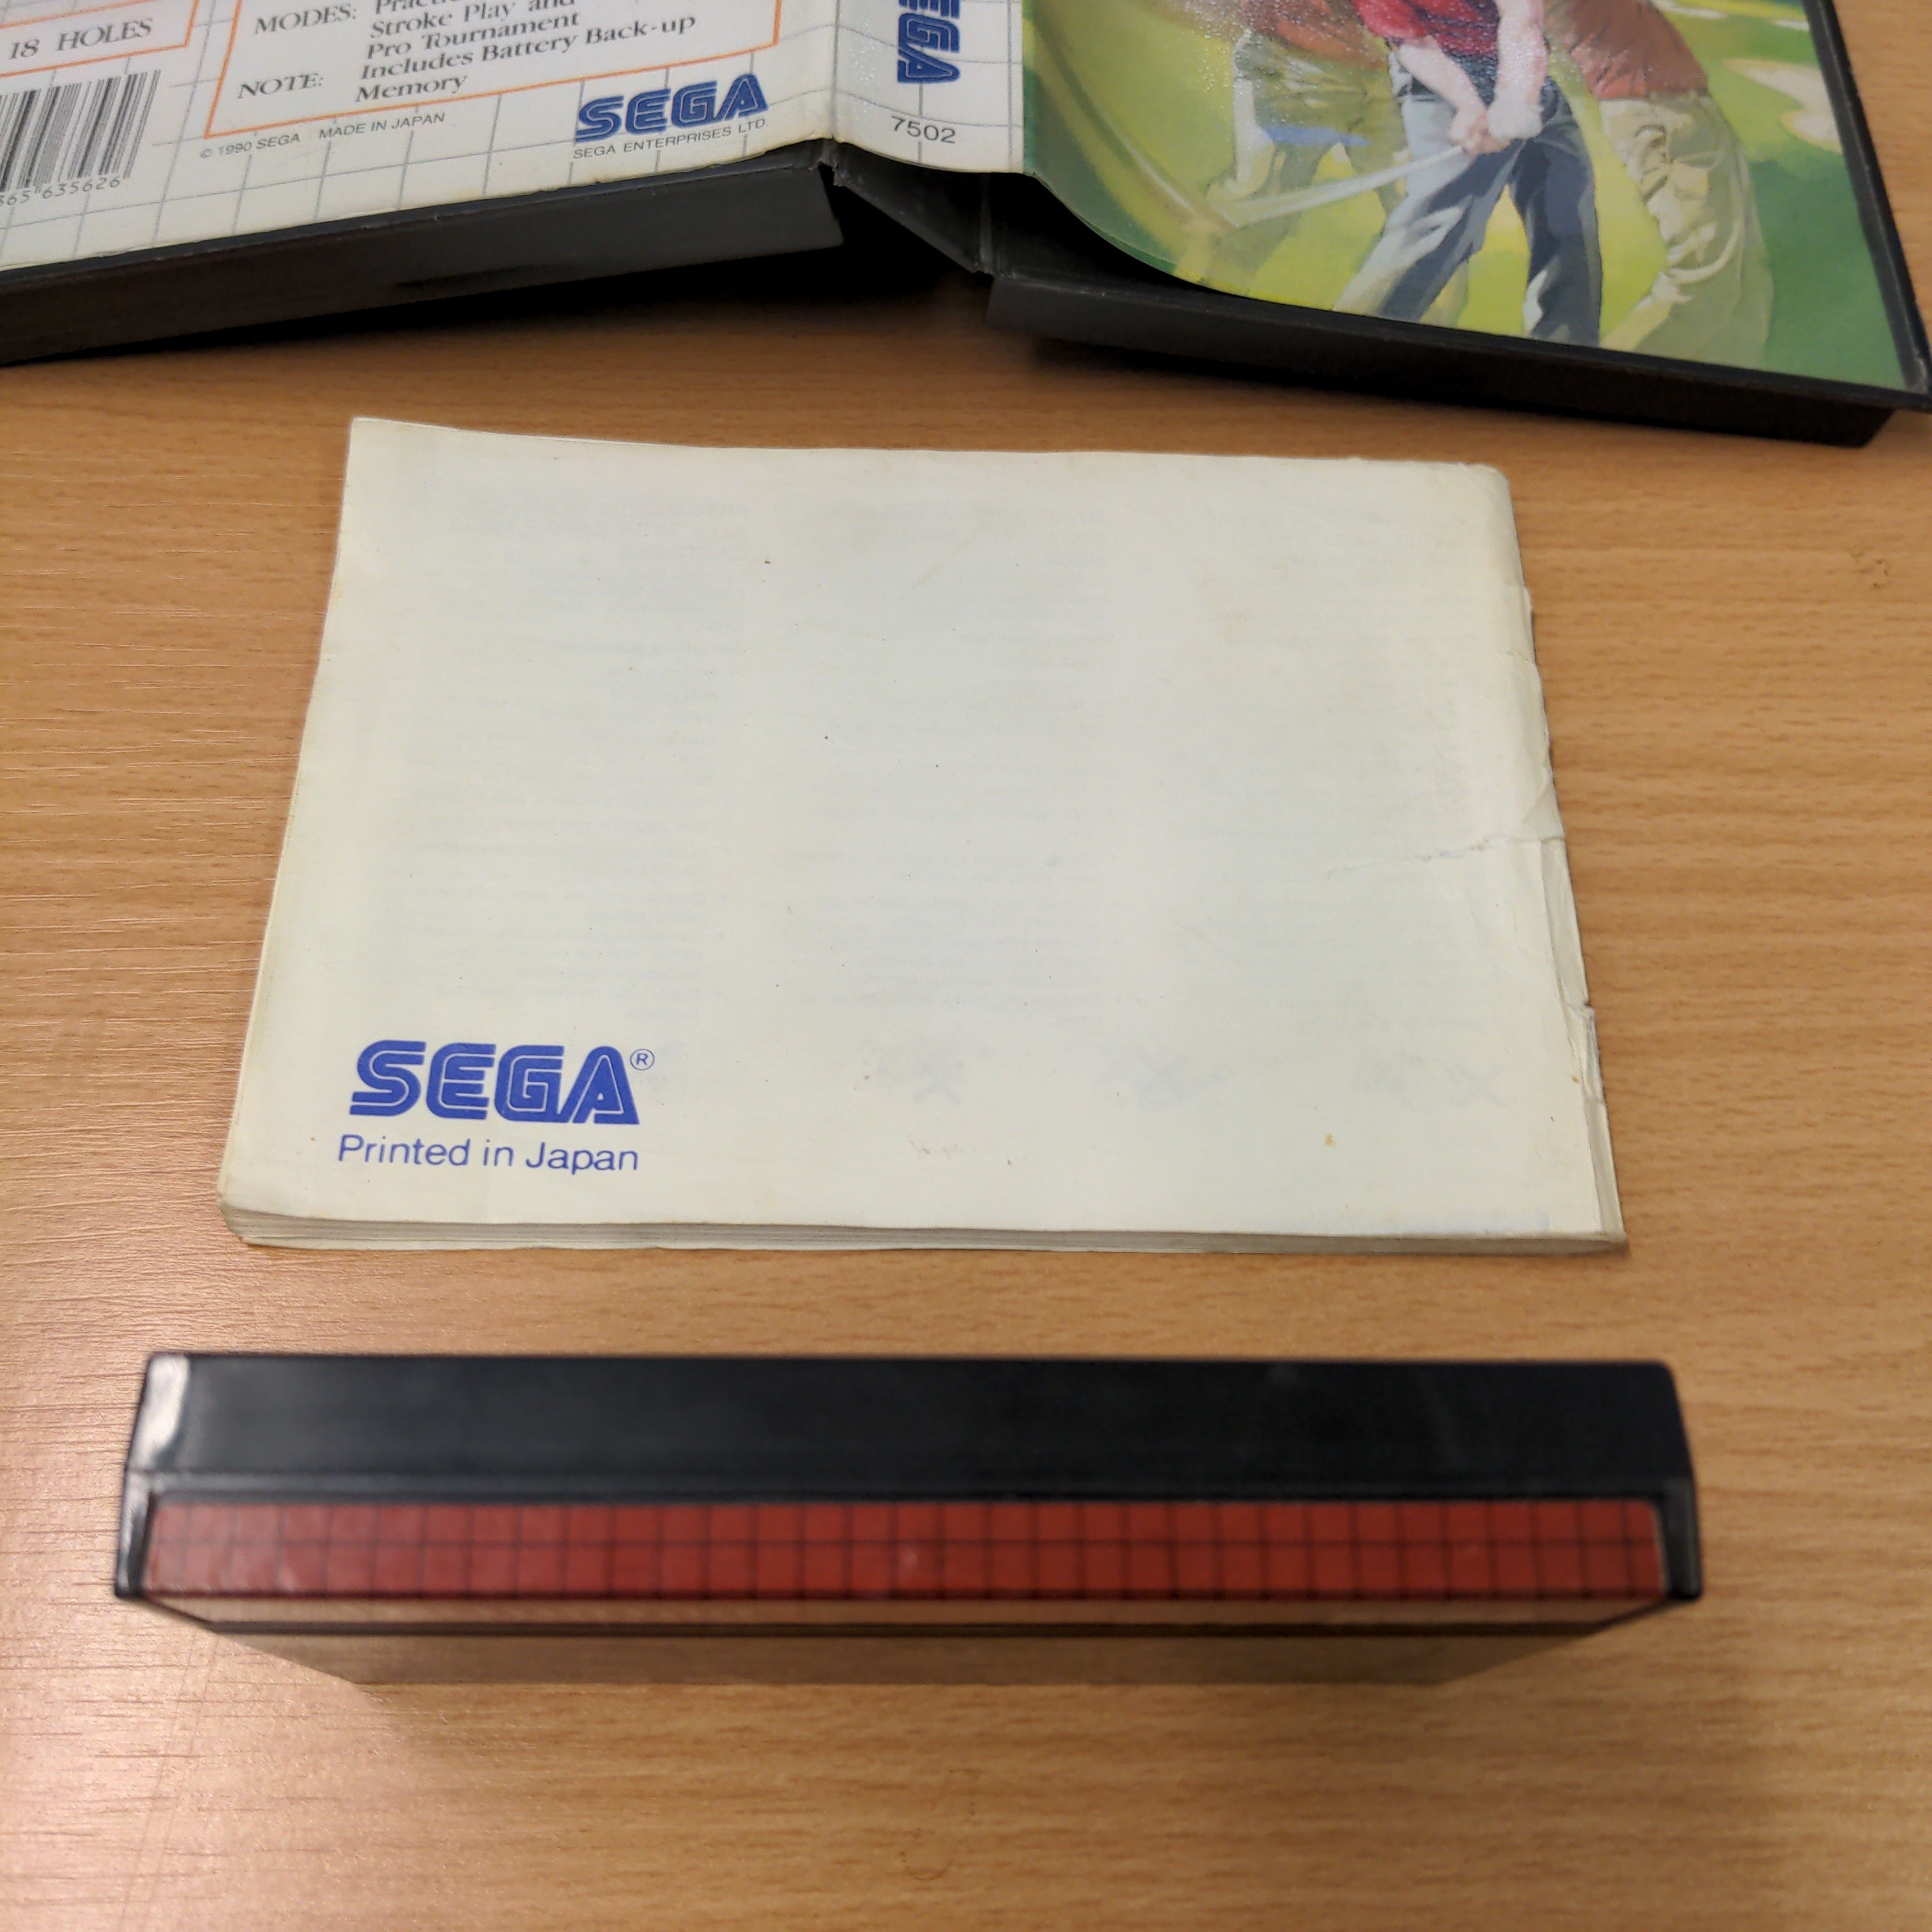 18 HOLES
MODES:
Stroke Play and
Pro Tournament
NOTE: Includes Battery Back-up
Memory
© 1990 SEGA MADE IN JAPAN
SEGA
SEGA ENTERPRISES LTD.
635626
SEGA
7502
SEGA®
Printed in Japan